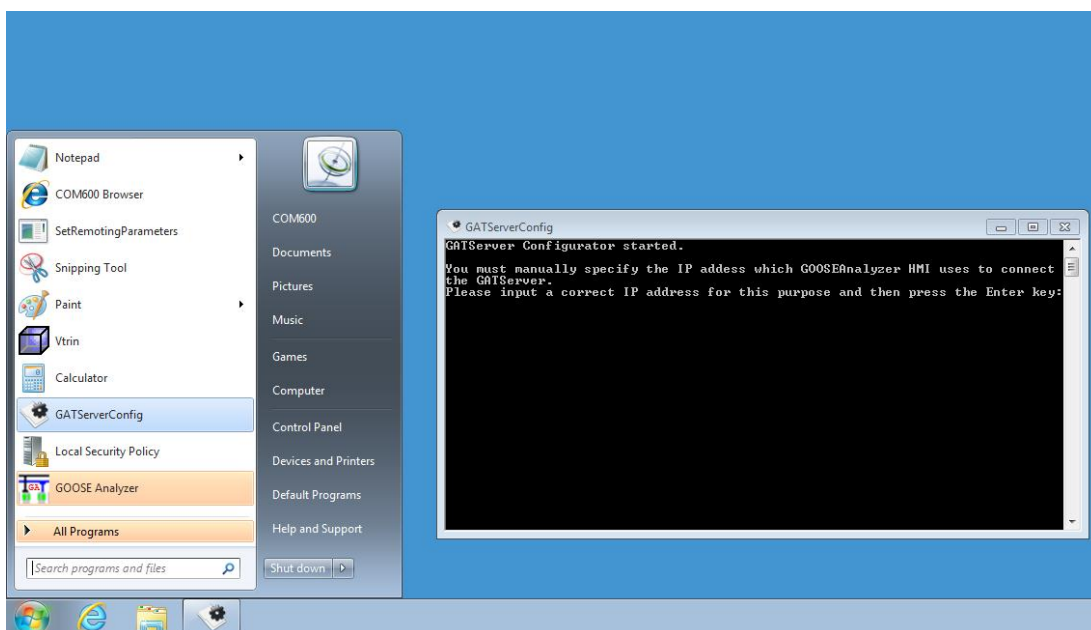 Notepad
COM600 Browser
SetRemotingParameters
Snipping Tool
Paint
Vtrin
Calculator
GATServerConfig
Local Security Policy
GA
GOOSE Analyzer
All Programs
Search programs and files
COM600
Documents
Pictures
Music
Games
Computer
Control Panel
Devices and Printers
Default Programs
Help and Support
Shut down
GATServerConfig
GATServer Configurator started.
You must manually specify the IP addess which GOOSEAnalyzer HMI uses to connect
the GATServer.
Please input a correct IP address for this purpose and then press the Enter key: